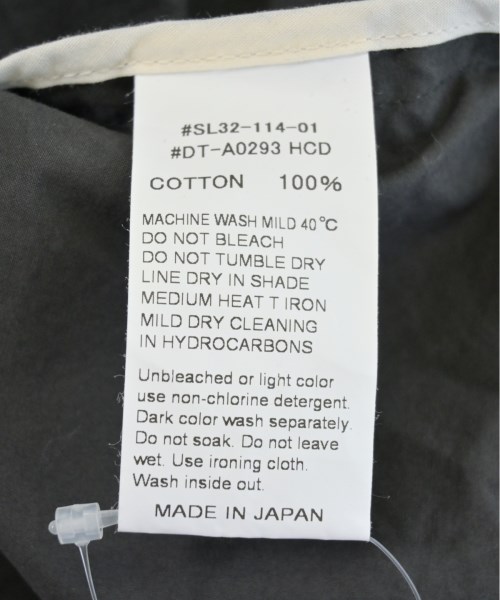 #SL32-114-01
#DT-A0293 HCD
COTTON 100%
MACHINE WASH MILD 40℃
DO NOT BLEACH
DO NOT TUMBLE DRY
LINE DRY IN SHADE
MEDIUM HEAT T IRON
MILD DRY CLEANING
IN HYDROCARBONS
Unbleached or light color
use non-chlorine detergent.
Dark color wash separately.
Do not soak. Do not leave
wet. Use ironing cloth.
Wash inside out.
MADE IN JAPAN